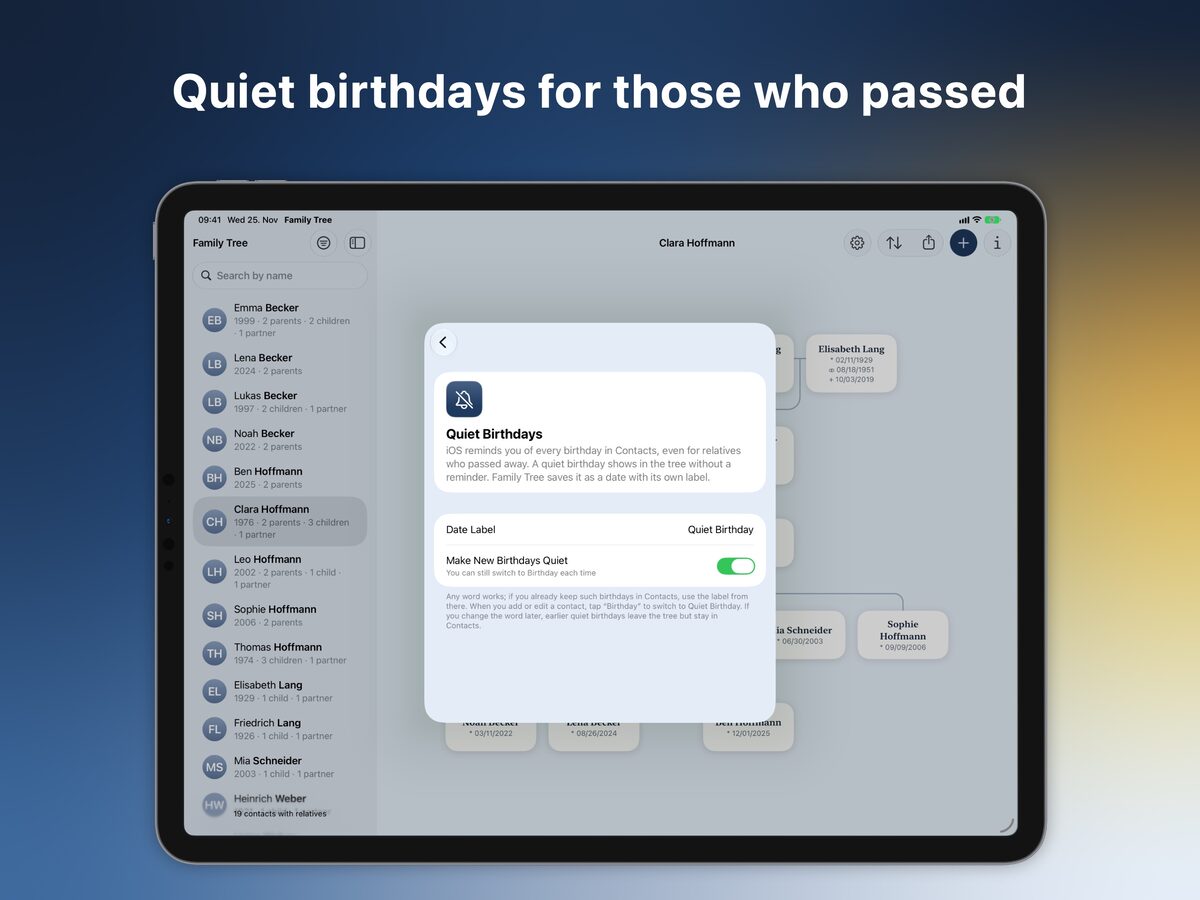 Quiet birthdays for those who passed
09:41 Wed 25. Nov Family Tree
Family Tree
Clara Hoffmann
Search by name
EB
Emma Becker
1999 · 2 parents · 2 children
· 1 partner
LB
Lena Becker
2024 · 2 parents
LB
Lukas Becker
1997 · 2 children · 1 partner
NB
Noah Becker
2022 · 2 parents
BH
Ben Hoffmann
2025 · 2 parents
CH
Clara Hoffmann
1976 · 2 parents · 3 children
· 1 partner
LH
Leo Hoffmann
2002 · 2 parents · 1 child ·
1 partner
SH
Sophie Hoffmann
2006 · 2 parents
TH
Thomas Hoffmann
1974 · 3 children · 1 partner
EL
Elisabeth Lang
1929 · 1 child · 1 partner
FL
Friedrich Lang
1926 · 1 child · 1 partner
MS
Mia Schneider
2003 · 1 child · 1 partner
HW
Heinrich Weber
19 contacts with relatives
Quiet Birthdays
iOS reminds you of every birthday in Contacts, even for relatives
who passed away. A quiet birthday shows in the tree without a
reminder. Family Tree saves it as a date with its own label.
Date Label Quiet Birthday
Make New Birthdays Quiet
You can still switch to Birthday each time
Any word works; if you already keep such birthdays in Contacts, use the label from
there. When you add or edit a contact, tap “Birthday” to switch to Quiet Birthday. If
you change the word later, earlier quiet birthdays leave the tree but stay in
Contacts.
g
Elisabeth Lang
* 02/11/1929
⚭ 08/18/1951
+ 10/03/2019
ia Schneider
* 06/30/2003
Sophie
Hoffmann
* 09/09/2006
Noah Becker
* 03/11/2022
Lena Becker
* 08/26/2024
Ben Hoffmann
* 12/01/2025